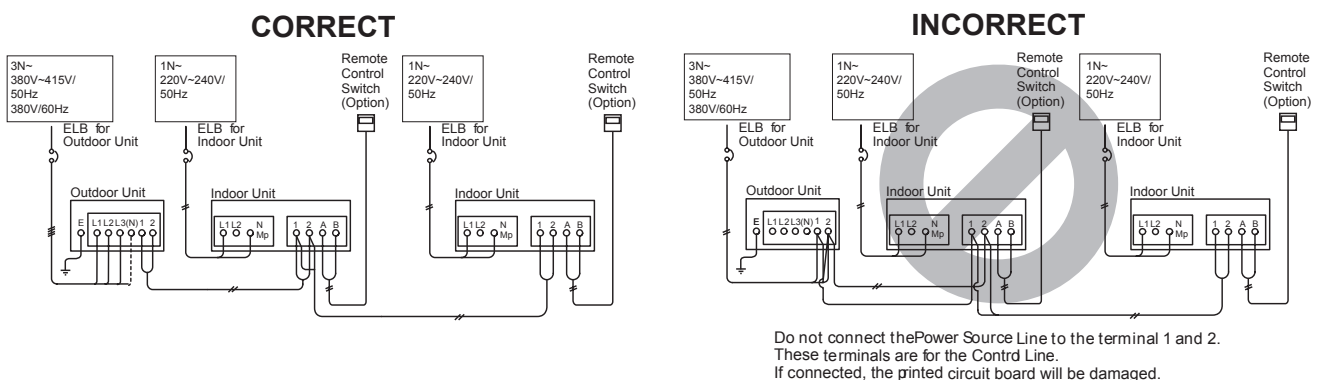 CORRECT
3N~
380V~415V/
50Hz
380V/60Hz
ELB for
Outdoor Unit
1N~
220V~240V/
50Hz
ELB for
Indoor Unit
Remote
Control
Switch
(Option)
1N~
220V~240V/
50Hz
ELB for
Indoor Unit
Remote
Control
Switch
(Option)
Outdoor Unit
E L1 L2 L3(N) 1 2
Indoor Unit
L1 L2 N
Mp
1 2 A B
Indoor Unit
L1 L2 N
Mp
1 2 A B
INCORRECT
3N~
380V~415V/
50Hz
380V/60Hz
ELB for
Outdoor Unit
1N~
220V~240V/
50Hz
ELB for
Indoor Unit
Remote
Control
Switch
(Option)
1N~
220V~240V/
50Hz
ELB for
Indoor Unit
Remote
Control
Switch
(Option)
Outdoor Unit
E L1 L2 L3(N) 1 2
Indoor Unit
L1 L2 N
Mp
1 2 A B
Indoor Unit
L1 L2 N
Mp
1 2 A B
Do not connect thePower Source Line to the terminal 1 and 2.
These terminals are for the Control Line.
If connected, the printed circuit board will be damaged.